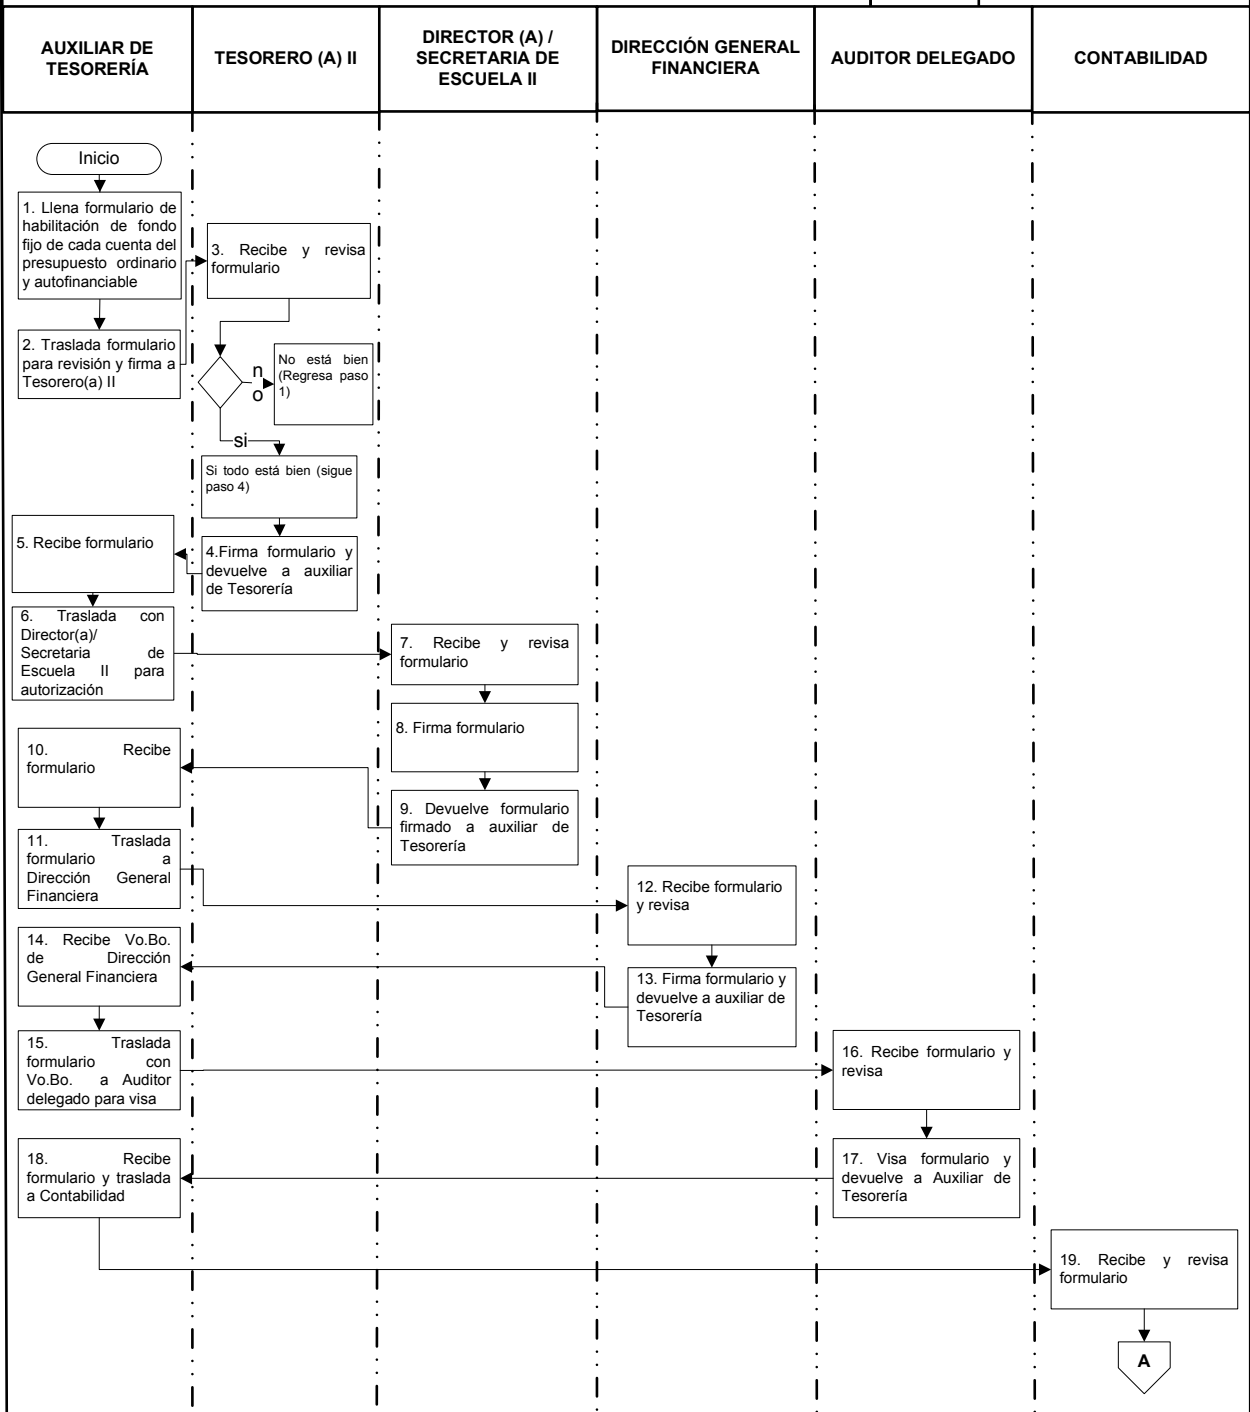 AUXILIAR DE
TESORERÍA
TESORERO (A) II
DIRECTOR (A) /
SECRETARIA DE
ESCUELA II
DIRECCIÓN GENERAL
FINANCIERA
AUDITOR DELEGADO
CONTABILIDAD
Inicio
1. Llena formulario de
habilitación de fondo
fijo de cada cuenta del
presupuesto ordinario
y autofinanciable
2. Traslada formulario
para revisión y firma a
Tesorero(a) II
3. Recibe y revisa
formulario
n
o
No está bien
(Regresa paso
1)
si
Si todo está bien (sigue
paso 4)
4.Firma formulario y
devuelve a auxiliar
de Tesorería
5. Recibe formulario
6. Traslada con
Director(a)/
Secretaria de
Escuela II para
autorización
7. Recibe y revisa
formulario
8. Firma formulario
9. Devuelve formulario
firmado a auxiliar de
Tesorería
10. Recibe
formulario
11. Traslada
formulario a
Dirección General
Financiera
12. Recibe formulario
y revisa
13. Firma formulario y
devuelve a auxiliar de
Tesorería
14. Recibe Vo.Bo.
de Dirección
General Financiera
15. Traslada
formulario con
Vo.Bo. a Auditor
delegado para visa
16. Recibe formulario y
revisa
17. Visa formulario y
devuelve a Auxiliar de
Tesorería
18. Recibe
formulario y traslada
a Contabilidad
19. Recibe y revisa
formulario
A